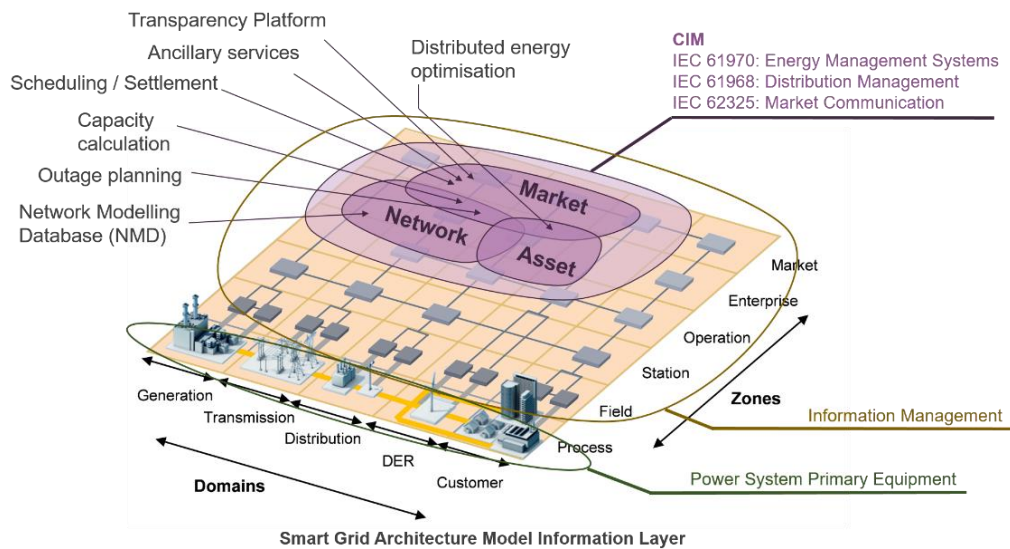 Transparency Platform
Ancillary services
Scheduling / Settlement
Capacity
calculation
Outage planning
Network Modelling
Database (NMD)
Distributed energy
optimisation
CIM
IEC 61970: Energy Management Systems
IEC 61968: Distribution Management
IEC 62325: Market Communication
Market
Network
Asset
Market
Enterprise
Operation
Station
Field
Process
Zones
Information Management
Power System Primary Equipment
Generation
Transmission
Distribution
DER
Customer
Domains
Smart Grid Architecture Model Information Layer